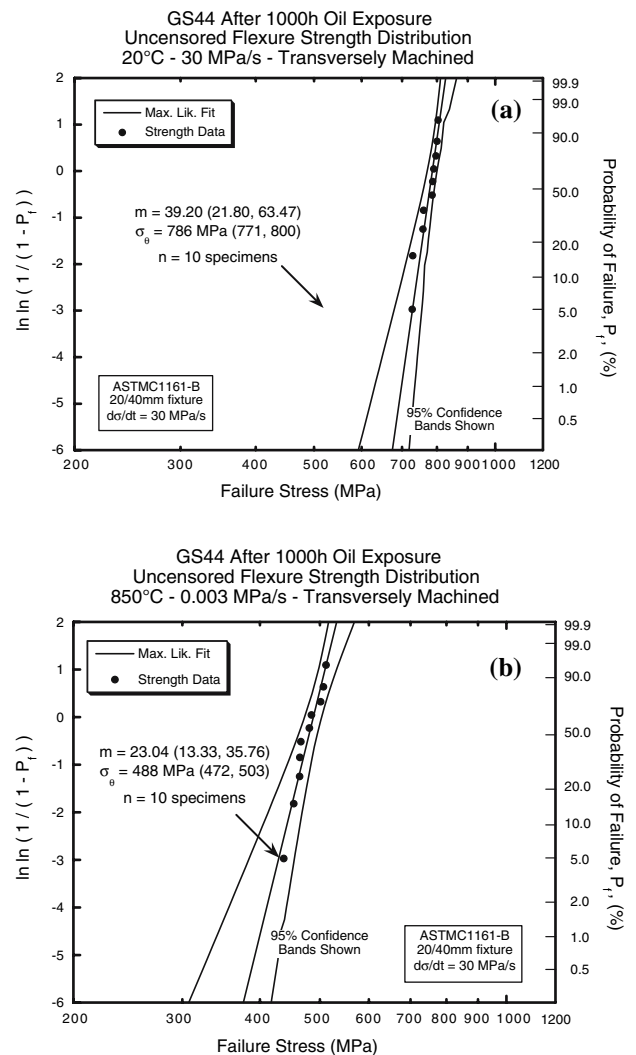 GS44 After 1000h Oil Exposure
Uncensored Flexure Strength Distribution
20°C - 30 MPa/s - Transversely Machined
(a)
Max. Lik. Fit
Strength Data
m = 39.20 (21.80, 63.47)
σθ = 786 MPa (771, 800)
n = 10 specimens
ASTMC1161-B
20/40mm fixture
dσ/dt = 30 MPa/s
95% Confidence
Bands Shown
ln ln ( 1 / ( 1 - Pf ) )
2
1
0
-1
-2
-3
-4
-5
-6
Probability of Failure, Pf, (%)
99.9
99.0
90.0
50.0
20.0
10.0
5.0
2.0
1.0
0.5
200 300 400 500 600 700 800 900 1000 1200
Failure Stress (MPa)
GS44 After 1000h Oil Exposure
Uncensored Flexure Strength Distribution
850°C - 0.003 MPa/s - Transversely Machined
(b)
Max. Lik. Fit
Strength Data
m = 23.04 (13.33, 35.76)
σθ = 488 MPa (472, 503)
n = 10 specimens
95% Confidence
Bands Shown
ASTMC1161-B
20/40mm fixture
dσ/dt = 30 MPa/s
ln ln ( 1 / ( 1 - Pf ) )
2
1
0
-1
-2
-3
-4
-5
-6
Probability of Failure, Pf, (%)
99.9
99.0
90.0
50.0
20.0
10.0
5.0
2.0
1.0
0.5
200 300 400 500 600 700 800 900 1000 1200
Failure Stress (MPa)